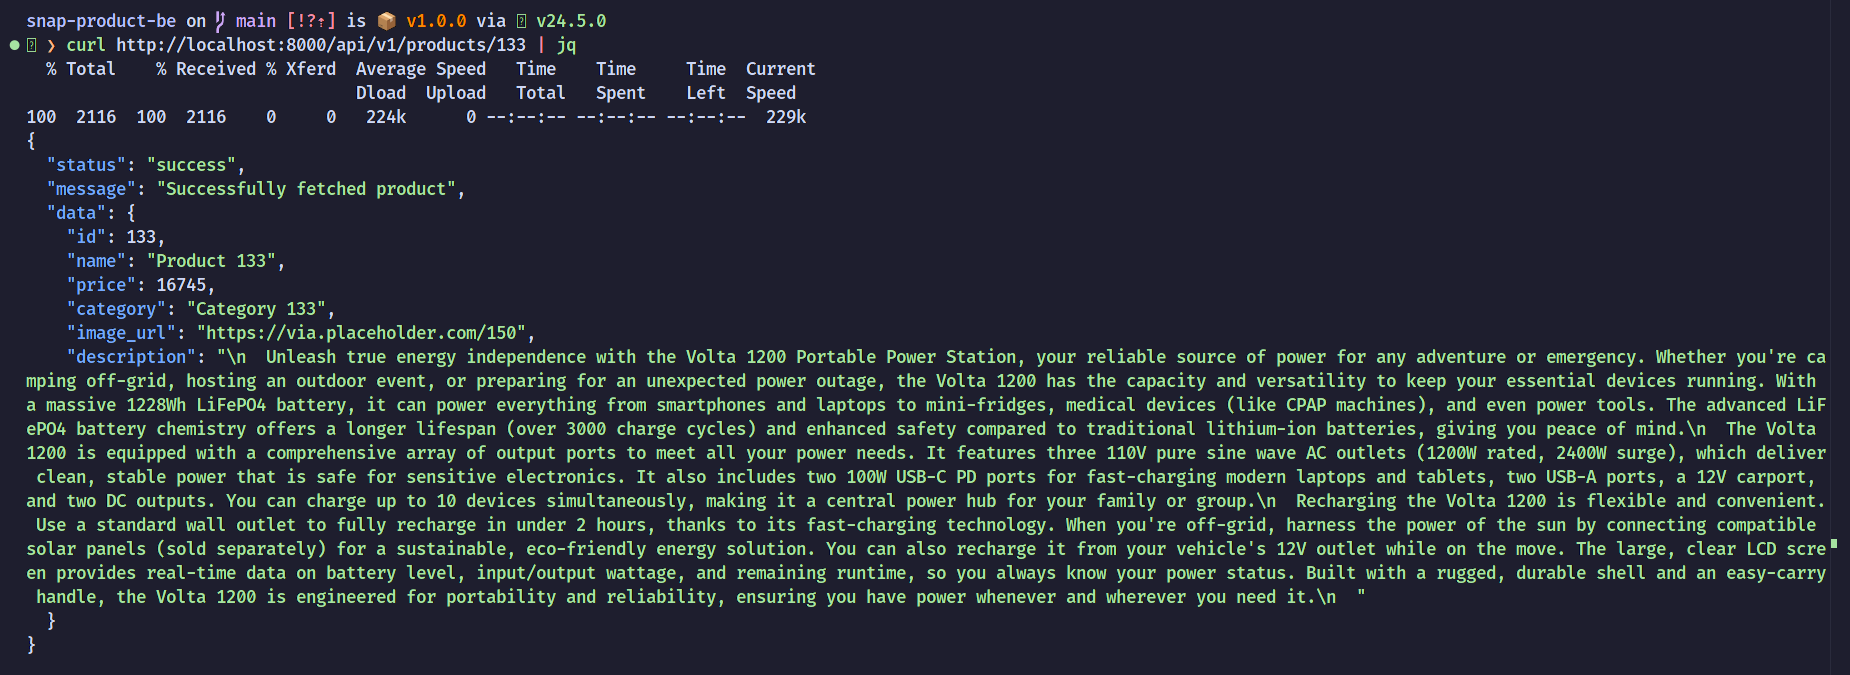 snap-product-be on main [!?⇡] is 📦 v1.0.0 via v24.5.0
❯ curl http://localhost:8000/api/v1/products/133 | jq
  % Total    % Received % Xferd  Average Speed   Time    Time     Time  Current
                                 Dload  Upload   Total   Spent    Left  Speed
100  2116  100  2116    0     0   224k      0 --:--:-- --:--:-- --:--:--  229k
{
  "status": "success",
  "message": "Successfully fetched product",
  "data": {
    "id": 133,
    "name": "Product 133",
    "price": 16745,
    "category": "Category 133",
    "image_url": "https://via.placeholder.com/150",
    "description": "\n  Unleash true energy independence with the Volta 1200 Portable Power Station, your reliable source of power for any adventure or emergency. Whether you're ca
mping off-grid, hosting an outdoor event, or preparing for an unexpected power outage, the Volta 1200 has the capacity and versatility to keep your essential devices running. With
a massive 1228Wh LiFePO4 battery, it can power everything from smartphones and laptops to mini-fridges, medical devices (like CPAP machines), and even power tools. The advanced LiF
ePO4 battery chemistry offers a longer lifespan (over 3000 charge cycles) and enhanced safety compared to traditional lithium-ion batteries, giving you peace of mind.\n  The Volta
1200 is equipped with a comprehensive array of output ports to meet all your power needs. It features three 110V pure sine wave AC outlets (1200W rated, 2400W surge), which deliver
 clean, stable power that is safe for sensitive electronics. It also includes two 100W USB-C PD ports for fast-charging modern laptops and tablets, two USB-A ports, a 12V carport,
and two DC outputs. You can charge up to 10 devices simultaneously, making it a central power hub for your family or group.\n  Recharging the Volta 1200 is flexible and convenient.
 Use a standard wall outlet to fully recharge in under 2 hours, thanks to its fast-charging technology. When you're off-grid, harness the power of the sun by connecting compatible
solar panels (sold separately) for a sustainable, eco-friendly energy solution. You can also recharge it from your vehicle's 12V outlet while on the move. The large, clear LCD scre
en provides real-time data on battery level, input/output wattage, and remaining runtime, so you always know your power status. Built with a rugged, durable shell and an easy-carry
 handle, the Volta 1200 is engineered for portability and reliability, ensuring you have power whenever and wherever you need it.\n  "
  }
}